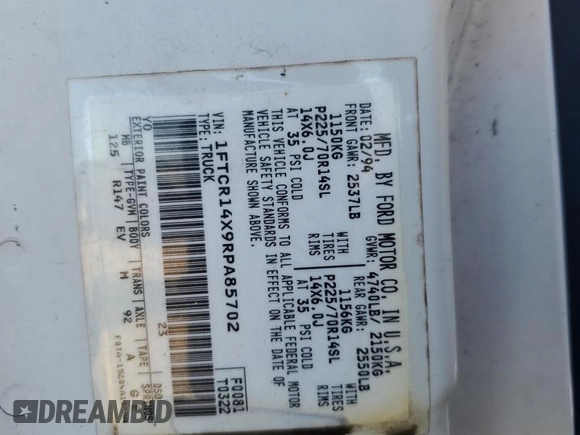 MFD. BY FORD MOTOR CO. IN U.S.A.
DATE: 02/94 GVWR: 4740LB/ 2150KG
FRONT GAWR: 2537LB REAR GAWR: 2550LB
1150KG WITH 1156KG WITH
P225/70R14SL TIRES P225/70R14SL TIRES
14X6.0J RIMS 14X6.0J RIMS
AT 35 PSI COLD AT 35 PSI COLD
THIS VEHICLE CONFORMS TO ALL APPLICABLE FEDERAL MOTOR
VEHICLE SAFETY STANDARDS IN EFFECT ON THE DATE OF
MANUFACTURE SHOWN ABOVE.
VIN: 1FTCR14X9RPA85702 F0081
TYPE: TRUCK T0322
YO 23
EXTERIOR PAINT COLORS DSO
WB TYPE-GVW BODY TRANS AXLE TAPE
125 R147 EV M 92 A G
DREAMBID